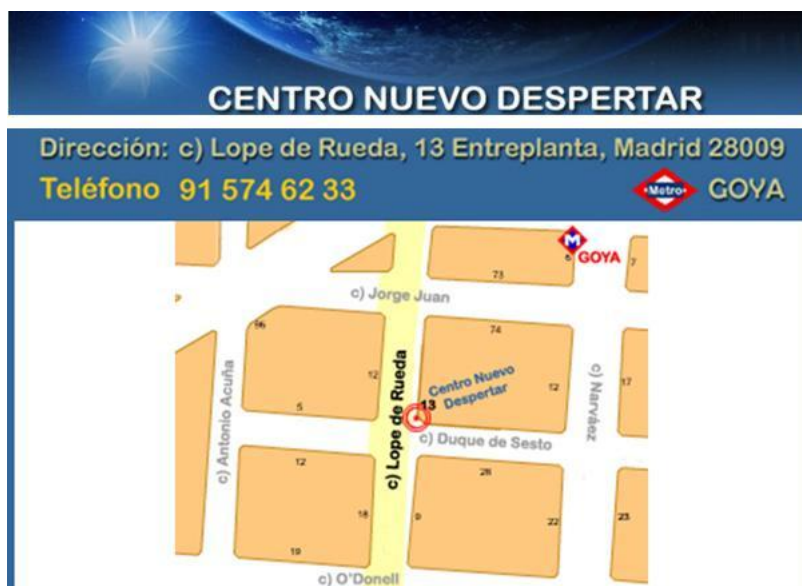 CENTRO NUEVO DESPERTAR
Dirección: c) Lope de Rueda, 13 Entreplanta, Madrid 28009
Teléfono 91 574 62 33
Metro GOYA
M
6
GOYA
7
73
c) Jorge Juan
96
74
12
c) Lope de Rueda
Centro Nuevo
Despertar
12
c) Narváez
17
c) Antonio Acuña
5
13
c) Duque de Sesto
12
28
18
9
22
23
19
c) O'Donell